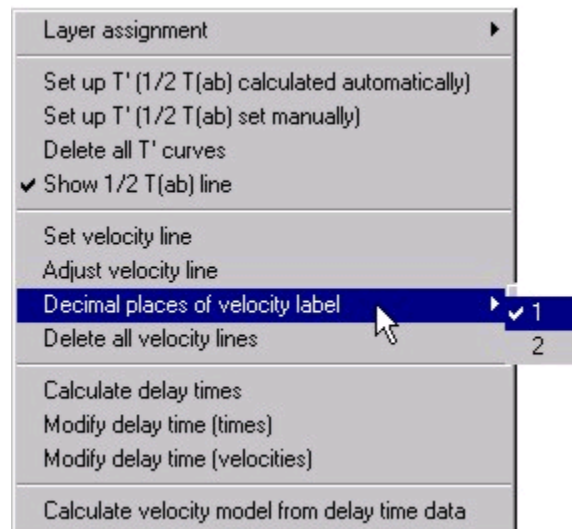 Layer assignment
Set up T' (1/2 T(ab) calculated automatically)
Set up T' (1/2 T(ab) set manually)
Delete all T' curves
Show 1/2 T(ab) line
Set velocity line
Adjust velocity line
Decimal places of velocity label
1
Delete all velocity lines
2
Calculate delay times
Modify delay time (times)
Modify delay time (velocities)
Calculate velocity model from delay time data